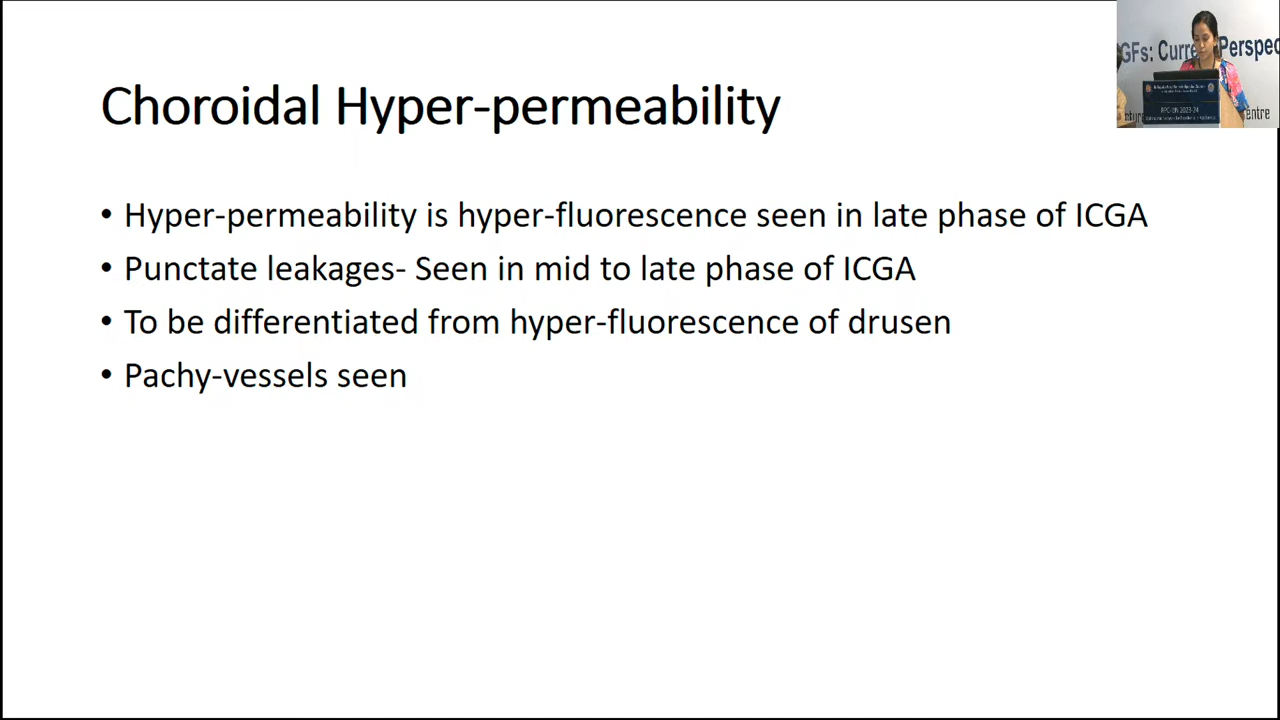 Choroidal Hyper-permeability
• Hyper-permeability is hyper-fluorescence seen in late phase of ICGA
• Punctate leakages- Seen in mid to late phase of ICGA
• To be differentiated from hyper-fluorescence of drusen
• Pachy-vessels seen
GFs: Curre Perspec
entre